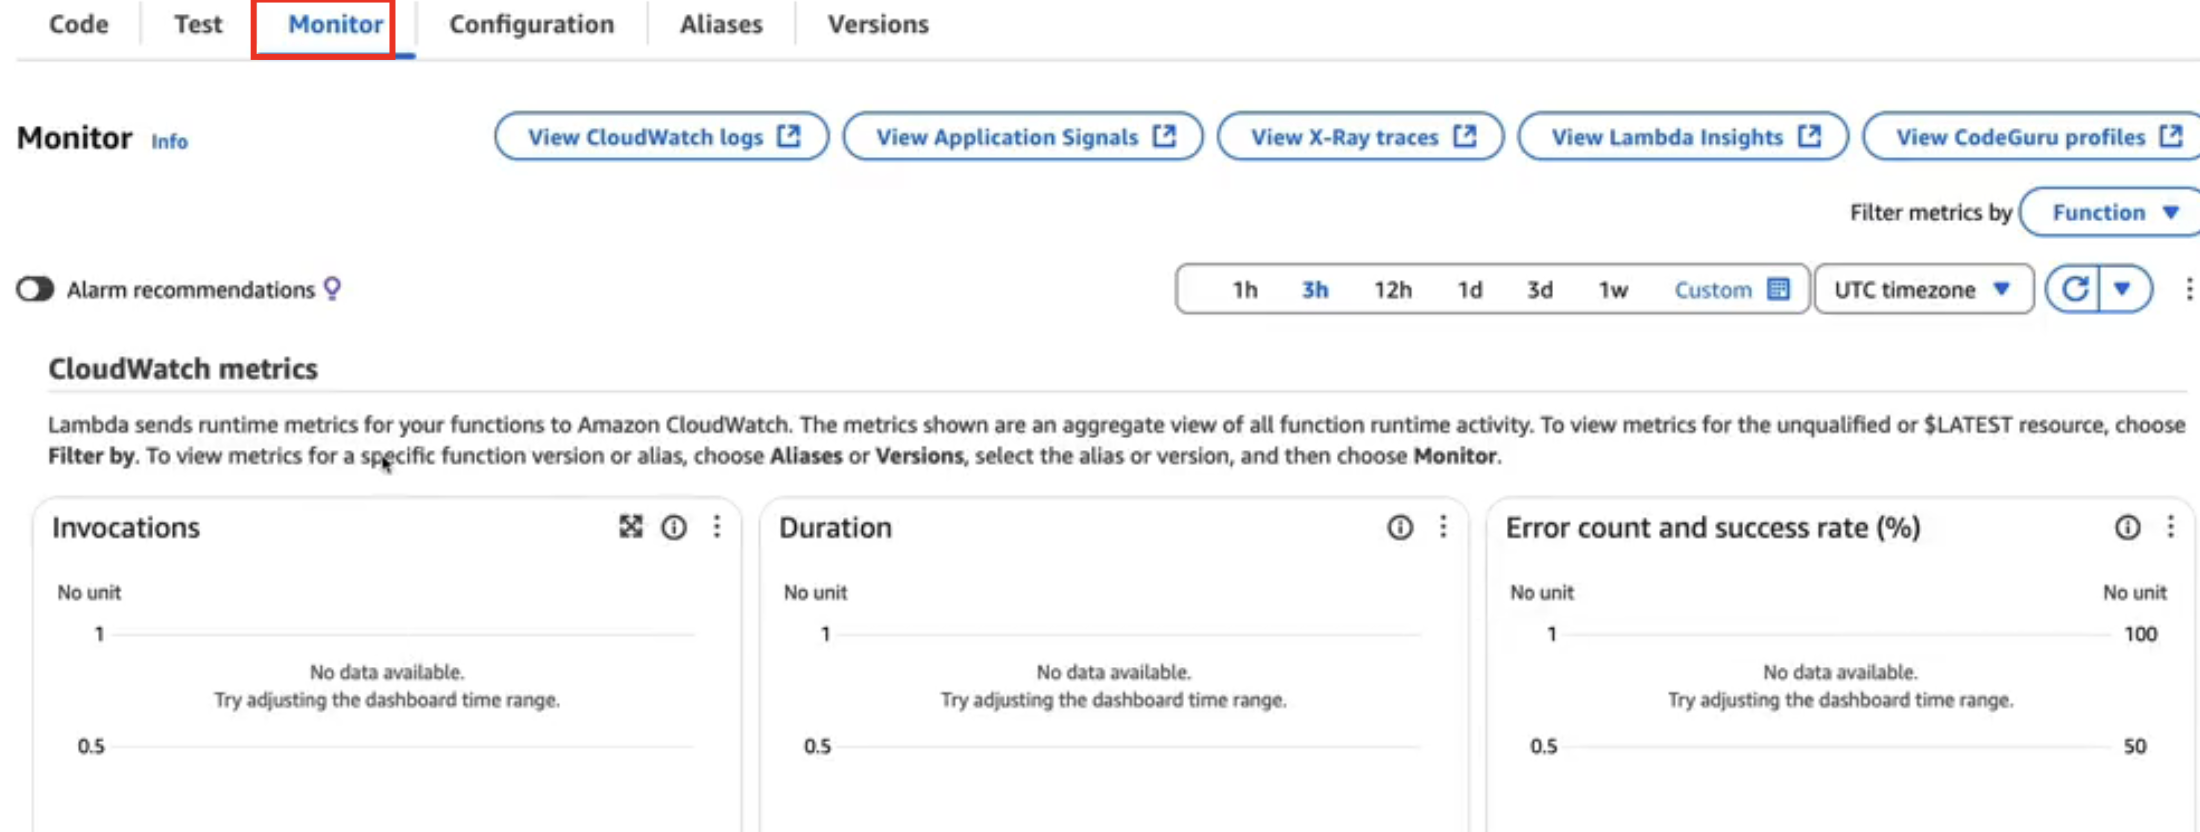 Code Test Monitor Configuration Aliases Versions
Monitor Info View CloudWatch logs View Application Signals View X-Ray traces View Lambda Insights View CodeGuru profiles
Filter metrics by Function
Alarm recommendations 1h 3h 12h 1d 3d 1w Custom UTC timezone
CloudWatch metrics
Lambda sends runtime metrics for your functions to Amazon CloudWatch. The metrics shown are an aggregate view of all function runtime activity. To view metrics for the unqualified or $LATEST resource, choose
Filter by. To view metrics for a specific function version or alias, choose Aliases or Versions, select the alias or version, and then choose Monitor.
Invocations
No unit
1
No data available.
Try adjusting the dashboard time range.
0.5
Duration
No unit
1
No data available.
Try adjusting the dashboard time range.
0.5
Error count and success rate (%)
No unit No unit
1 100
No data available.
Try adjusting the dashboard time range.
0.5 50